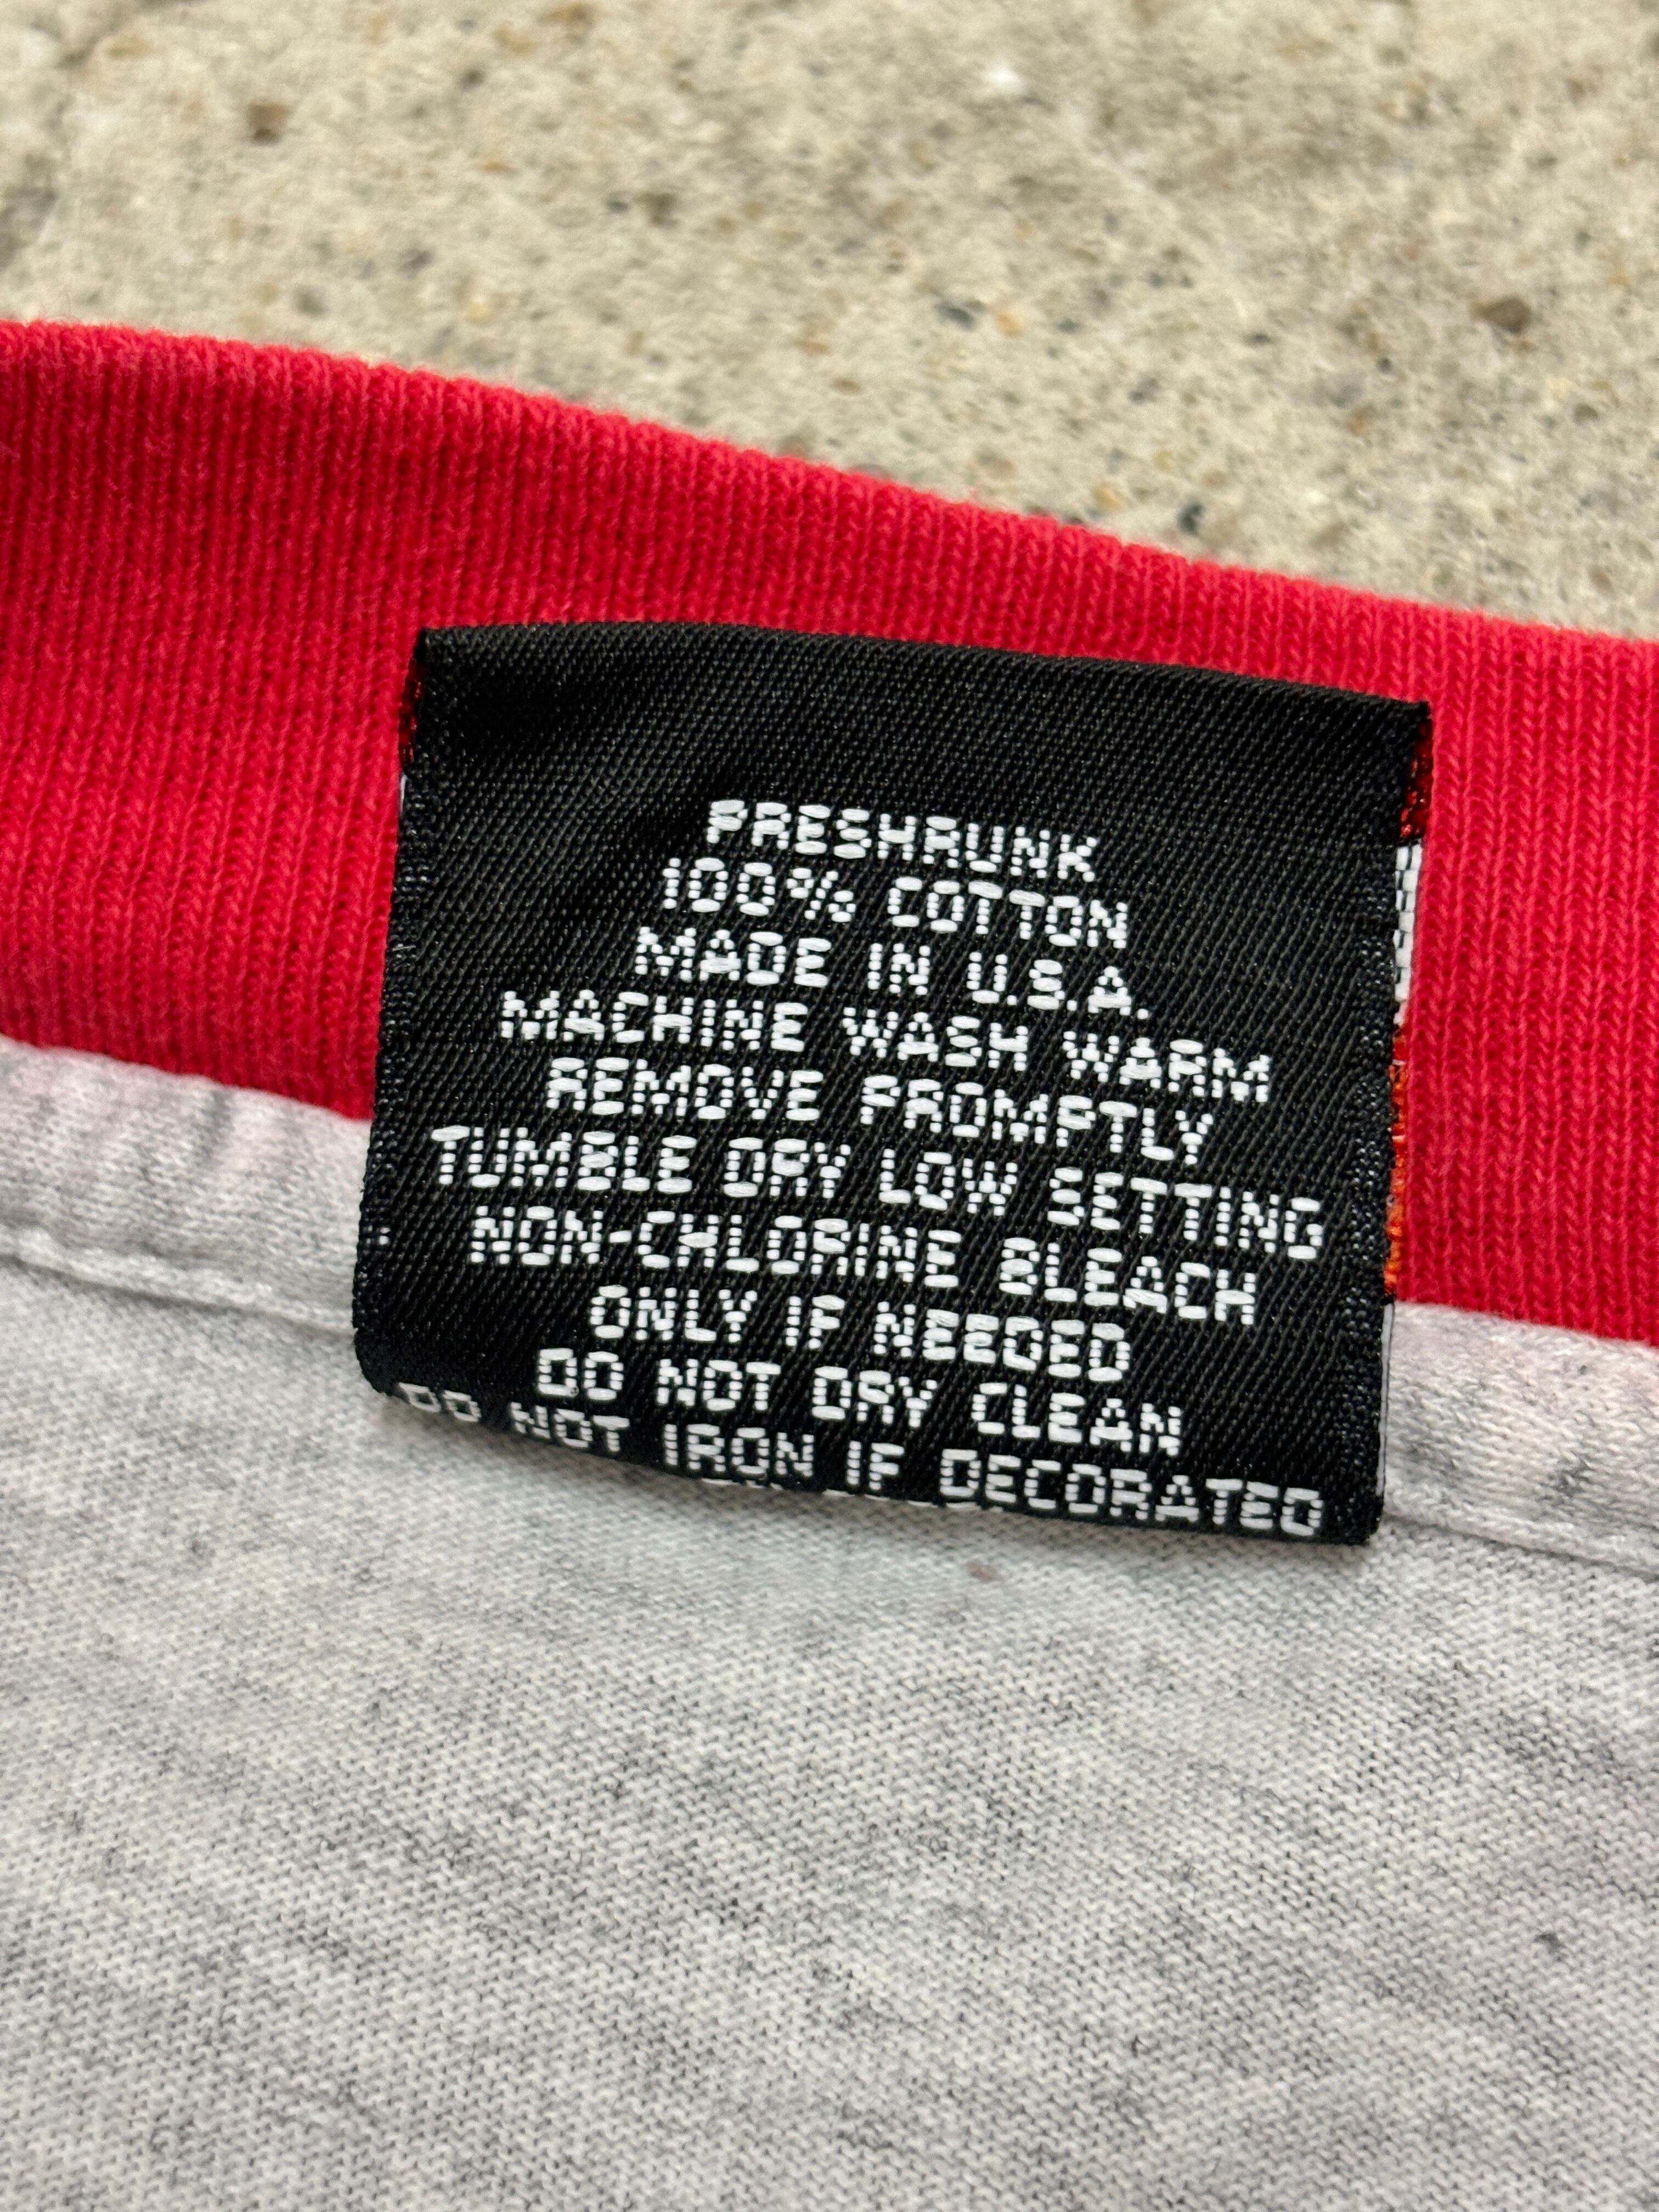 PRESHRUNK
100% COTTON
MADE IN U.S.A.
MACHINE WASH WARM
REMOVE PROMPTLY
TUMBLE DRY LOW SETTING
NON-CHLORINE BLEACH
ONLY IF NEEDED
DO NOT DRY CLEAN
DO NOT IRON IF DECORATED